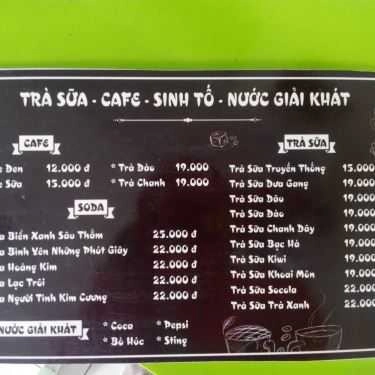 TRÀ SỮA - CAFE - SINH TỐ - NƯỚC GIẢI KHÁT
CAFE
Đen 12.000 đ * Trà Đào 19.000
Sữa 15.000 đ * Trà Chanh 19.000
SODA
Biển Xanh Sâu Thẳm 25.000 đ
Bình Yên Những Phút Giây 22.000 đ
Hoàng Kim 22.000 đ
Lạc Trôi 22.000 đ
Người Tình Kim Cương 22.000 đ
NƯỚC GIẢI KHÁT
* Coca * Pepsi
* Bò Húc * Sting
TRÀ SỮA
Trà Sữa Truyền Thống 15.000
Trà Sữa Dưa Gang 19.000
Trà Sữa Dâu 19.000
Trà Sữa Đào 19.000
Trà Sữa Chanh Dây 19.000
Trà Sữa Bạc Hà 19.000
Trà Sữa Kiwi 19.000
Trà Sữa Khoai Môn 19.000
Trà Sữa Socola 22.000
Trà Sữa Trà Xanh 22.000